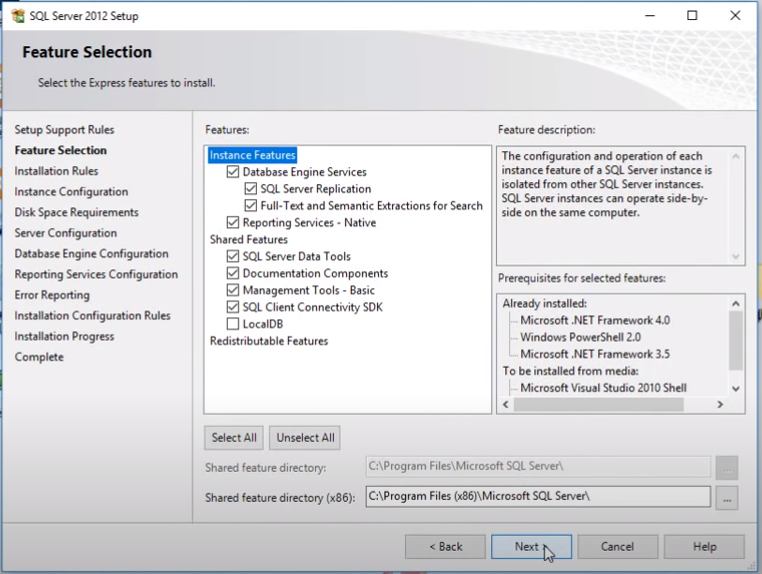 SQL Server 2012 Setup
Feature Selection
Select the Express features to install.
Setup Support Rules
Feature Selection
Installation Rules
Instance Configuration
Disk Space Requirements
Server Configuration
Database Engine Configuration
Reporting Services Configuration
Error Reporting
Installation Configuration Rules
Installation Progress
Complete
Features:
Instance Features
Database Engine Services
SQL Server Replication
Full-Text and Semantic Extractions for Search
Reporting Services - Native
Shared Features
SQL Server Data Tools
Documentation Components
Management Tools - Basic
SQL Client Connectivity SDK
LocalDB
Redistributable Features
Feature description:
The configuration and operation of each
instance feature of a SQL Server instance is
isolated from other SQL Server instances.
SQL Server instances can operate side-by-
side on the same computer.
Prerequisites for selected features:
Already installed:
Microsoft .NET Framework 4.0
Windows PowerShell 2.0
Microsoft .NET Framework 3.5
To be installed from media:
Microsoft Visual Studio 2010 Shell
Select All
Unselect All
Shared feature directory:
C:\Program Files\Microsoft SQL Server\
...
Shared feature directory (x86):
C:\Program Files (x86)\Microsoft SQL Server\
...
< Back
Next >
Cancel
Help